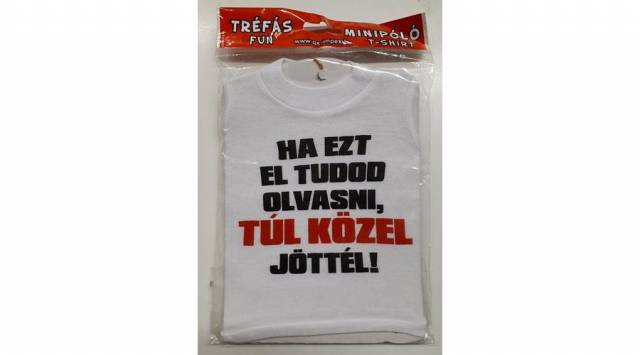 TRÉFÁS
FUN
MINIPÓLÓ
T-SHIRT
HA EZT
EL TUDOD
OLVASNI,
TÚL KÖZEL
JÖTTÉL!